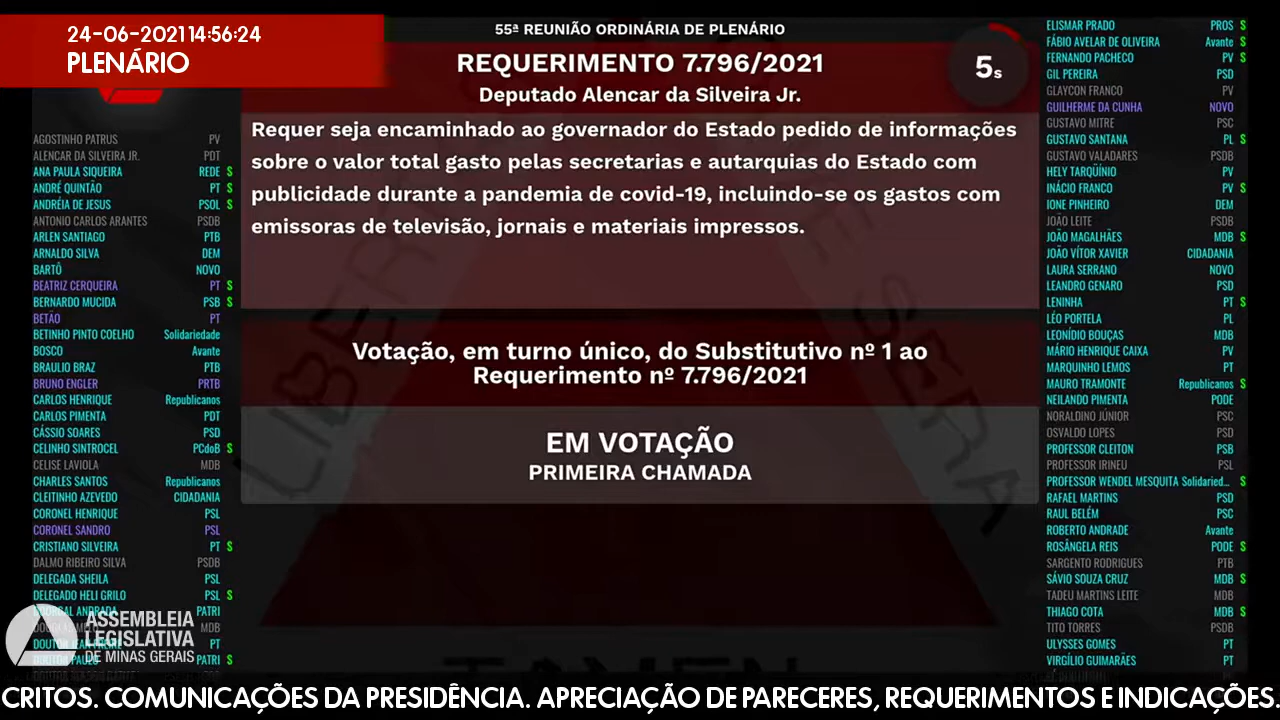 24-06-2021 14:56:24
PLENÁRIO
55ª REUNIÃO ORDINÁRIA DE PLENÁRIO
REQUERIMENTO 7.796/2021
Deputado Alencar da Silveira Jr.
5s
Requer seja encaminhado ao governador do Estado pedido de informações
sobre o valor total gasto pelas secretarias e autarquias do Estado com
publicidade durante a pandemia de covid-19, incluindo-se os gastos com
emissoras de televisão, jornais e materiais impressos.
Votação, em turno único, do Substitutivo nº 1 ao
Requerimento nº 7.796/2021
EM VOTAÇÃO
PRIMEIRA CHAMADA
AGOSTINHO PATRUS PV
ALENCAR DA SILVEIRA JR. PDT
ANA PAULA SIQUEIRA REDE S
ANDRÉ QUINTÃO PT S
ANDRÉIA DE JESUS PSOL S
ANTONIO CARLOS ARANTES PSDB
ARLEN SANTIAGO PTB
ARNALDO SILVA DEM
BARTÔ NOVO
BEATRIZ CERQUEIRA PT S
BERNARDO MUCIDA PSB S
BETÃO PT
BETINHO PINTO COELHO Solidariedade
BOSCO Avante
BRAULIO BRAZ PTB
BRUNO ENGLER PRTB
CARLOS HENRIQUE Republicanos
CARLOS PIMENTA PDT
CÁSSIO SOARES PSD
CELINHO SINTROCEL PCdoB S
CELISE LAVIOLA MDB
CHARLES SANTOS Republicanos
CLEITINHO AZEVEDO CIDADANIA
CORONEL HENRIQUE PSL
CORONEL SANDRO PSL
CRISTIANO SILVEIRA PT S
DALMO RIBEIRO SILVA PSDB
DELEGADA SHEILA PSL
DELEGADO HELI GRILO PSL S
ANDRADA PATRI
MDB
DOUTOR JEAN FREIRE PT
DOUTOR PAULO PATRI S
ELISMAR PRADO PROS S
FÁBIO AVELAR DE OLIVEIRA Avante S
FERNANDO PACHECO PV S
GIL PEREIRA PSD
GLAYCON FRANCO PV
GUILHERME DA CUNHA NOVO
GUSTAVO MITRE PSC
GUSTAVO SANTANA PL S
GUSTAVO VALADARES PSDB
HELY TARQÜÍNIO PV
INÁCIO FRANCO PV S
IONE PINHEIRO DEM
JOÃO LEITE PSDB
JOÃO MAGALHÃES MDB S
JOÃO VÍTOR XAVIER CIDADANIA
LAURA SERRANO NOVO
LEANDRO GENARO PSD
LENINHA PT S
LÉO PORTELA PL
LEONÍDIO BOUÇAS MDB
MÁRIO HENRIQUE CAIXA PV
MARQUINHO LEMOS PT
MAURO TRAMONTE Republicanos S
NEILANDO PIMENTA PODE
NORALDINO JÚNIOR PSC
OSVALDO LOPES PSD
PROFESSOR CLEITON PSB
PROFESSOR IRINEU PSL
PROFESSOR WENDEL MESQUITA Solidaried... S
RAFAEL MARTINS PSD
RAUL BELÉM PSC
ROBERTO ANDRADE Avante
ROSÂNGELA REIS PODE S
SARGENTO RODRIGUES PTB
SÁVIO SOUZA CRUZ MDB S
TADEU MARTINS LEITE MDB
THIAGO COTA MDB S
TITO TORRES PSDB
ULYSSES GOMES PT
VIRGÍLIO GUIMARÃES PT
ASSEMBLEIA
LEGISLATIVA
DE MINAS GERAIS
CRITOS. COMUNICAÇÕES DA PRESIDÊNCIA. APRECIAÇÃO DE PARECERES, REQUERIMENTOS E INDICAÇÕES.